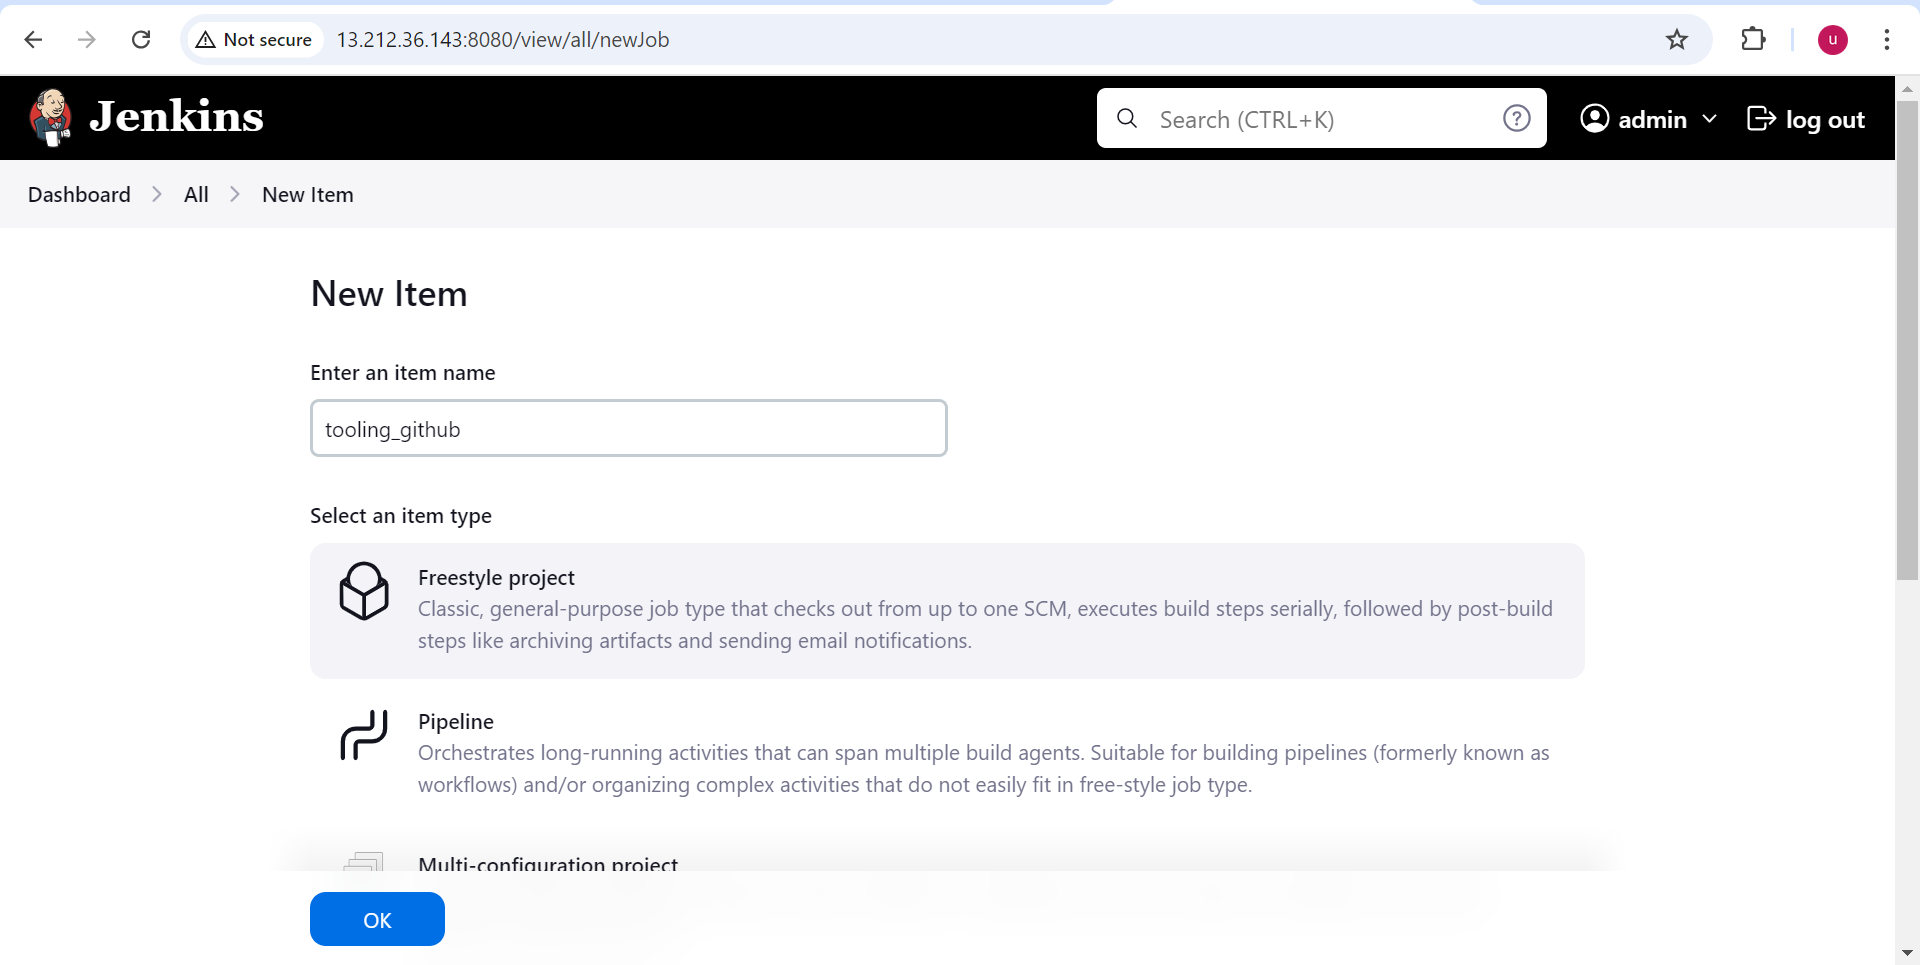 Not secure
13.212.36.143:8080/view/all/newJob
u
Jenkins
Search (CTRL+K)
?
admin
log out
Dashboard
All
New Item
New Item
Enter an item name
tooling_github
Select an item type
Freestyle project
Classic, general-purpose job type that checks out from up to one SCM, executes build steps serially, followed by post-build
steps like archiving artifacts and sending email notifications.
Pipeline
Orchestrates long-running activities that can span multiple build agents. Suitable for building pipelines (formerly known as
workflows) and/or organizing complex activities that do not easily fit in free-style job type.
Multi-configuration project
OK